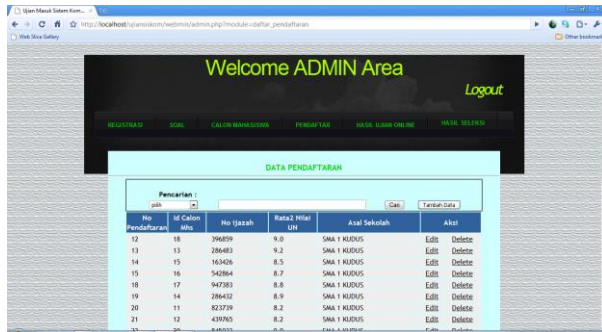 Ujian Masuk Sistem Kom...
http://localhost/ujiansiskom/webmin/admin.php?module=daftar_pendaftaran
Web Slice Gallery Other bookmark
Welcome ADMIN Area
Logout
REGISTRASI SOAL CALON MAHASISWA PENDAFTAR HASIL UJIAN ONLINE HASIL SELEKSI
DATA PENDAFTARAN
Pencarian :
pilih Cari Tambah Data
No Pendaftaran Id Calon Mhs No Ijazah Rata2 Nilai UN Asal Sekolah Aksi
12 18 396859 9.0 SMA 1 KUDUS Edit Delete
13 13 286483 9.2 SMA 1 KUDUS Edit Delete
14 15 163426 8.5 SMA 1 KUDUS Edit Delete
15 16 542864 8.7 SMA 1 KUDUS Edit Delete
18 17 947383 8.8 SMA 1 KUDUS Edit Delete
19 14 286432 8.9 SMA 1 KUDUS Edit Delete
20 11 823739 8.2 SMA 1 KUDUS Edit Delete
21 12 439765 8.2 SMA 1 KUDUS Edit Delete